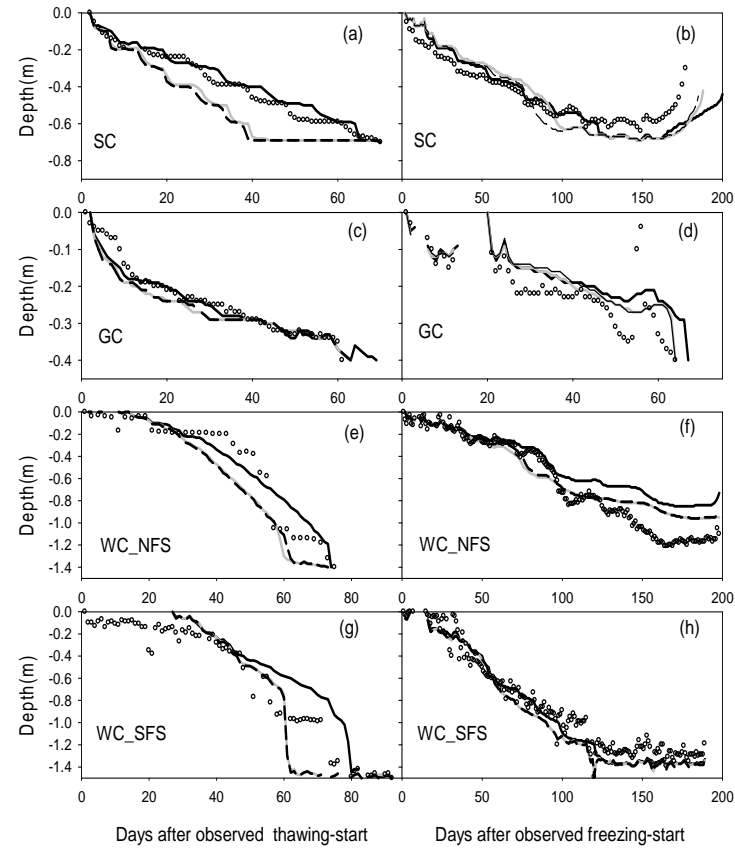 0.0
-0.2
-0.4
-0.6
-0.8
Depth(m)
(a)
SC
0 20 40 60
(b)
SC
0 50 100 150 200
0.0
-0.1
-0.2
-0.3
-0.4
Depth(m)
(c)
GC
0 20 40 60
(d)
GC
0 20 40 60
0.0
-0.2
-0.4
-0.6
-0.8
-1.0
-1.2
-1.4
Depth(m)
(e)
WC_NFS
0 20 40 60 80
(f)
WC_NFS
0 50 100 150 200
0.0
-0.2
-0.4
-0.6
-0.8
-1.0
-1.2
-1.4
Depth(m)
(g)
WC_SFS
0 20 40 60 80
(h)
WC_SFS
0 50 100 150 200
Days after observed thawing-start
Days after observed freezing-start